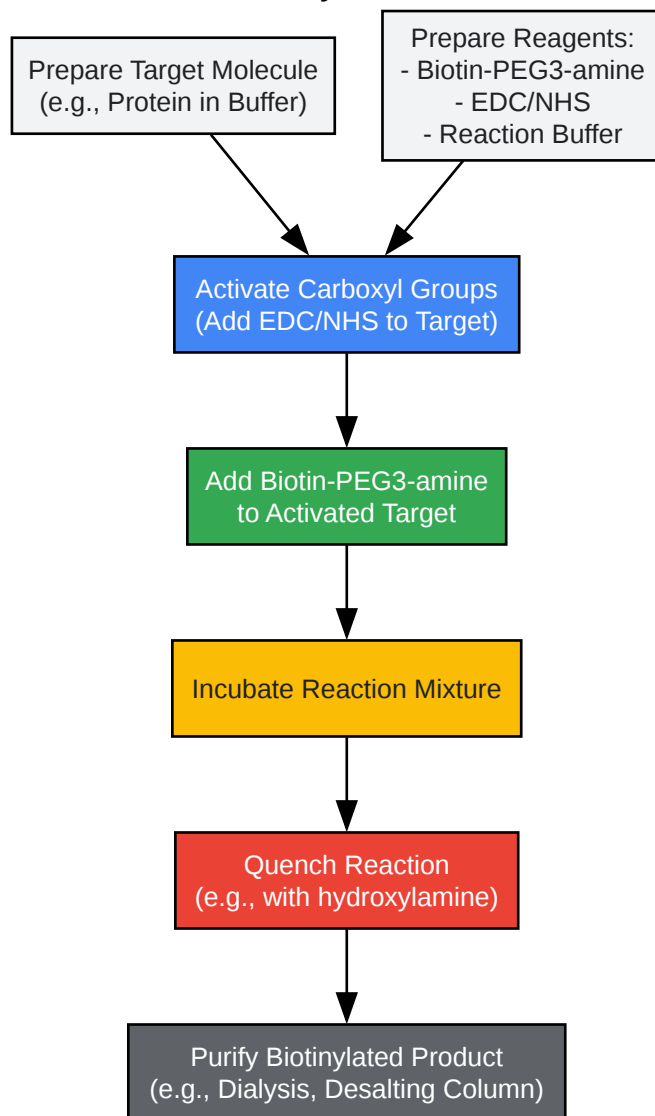 Prepare Target Molecule
(e.g., Protein in Buffer)
Prepare Reagents:
- Biotin-PEG3-amine
- EDC/NHS
- Reaction Buffer
Activate Carboxyl Groups
(Add EDC/NHS to Target)
Add Biotin-PEG3-amine
to Activated Target
Incubate Reaction Mixture
Quench Reaction
(e.g., with hydroxylamine)
Purify Biotinylated Product
(e.g., Dialysis, Desalting Column)